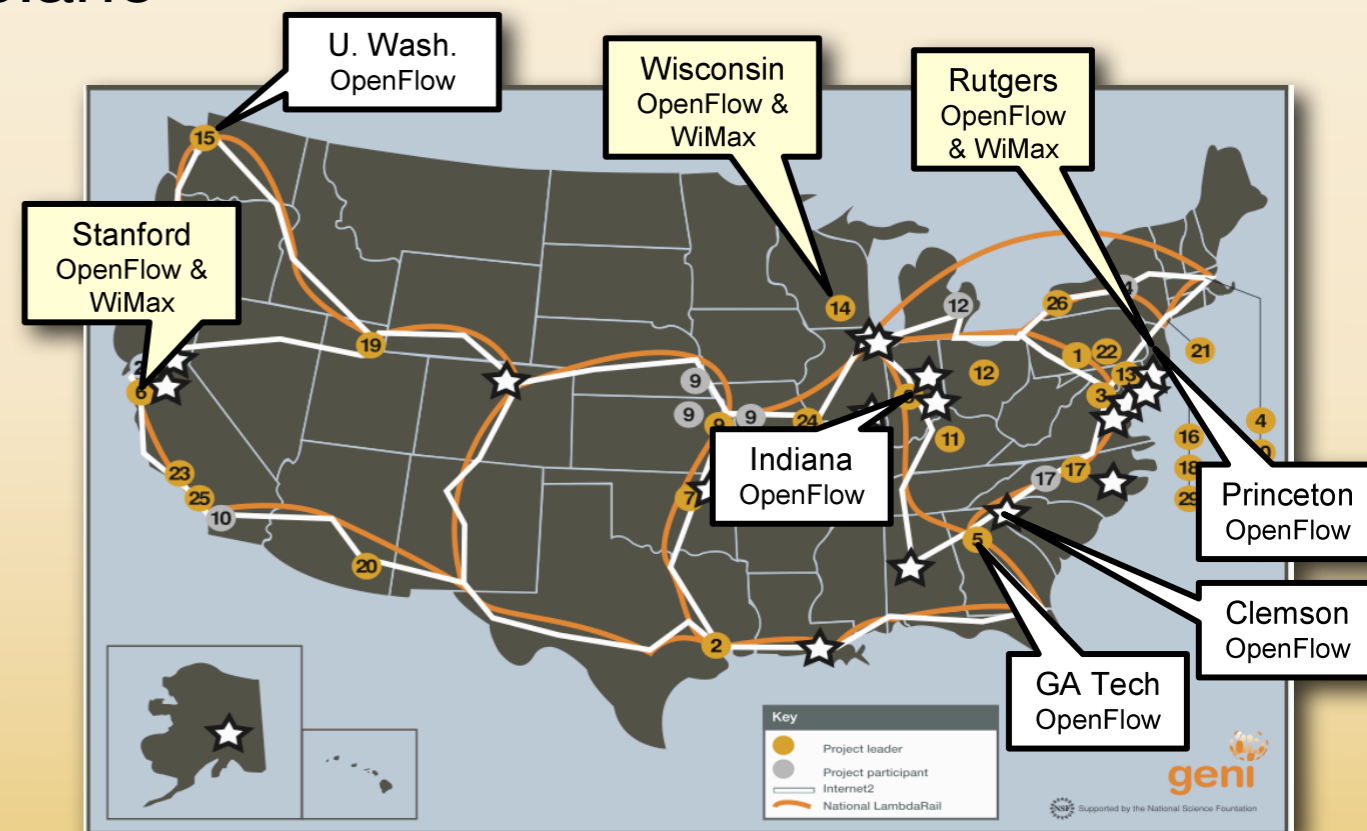 U. Wash.
OpenFlow
Wisconsin
OpenFlow &
WiMax
Rutgers
OpenFlow
& WiMax
Stanford
OpenFlow &
WiMax
15
14
12
26
19
1
22
21
12
13
6
9
3
9
9
9
24
4
11
16
23
17
17
18
25
7
29
10
5
20
2
Indiana
OpenFlow
Princeton
OpenFlow
Clemson
OpenFlow
GA Tech
OpenFlow
Key
Project leader
Project participant
Internet2
National LambdaRail
geni
NSF Supported by the National Science Foundation